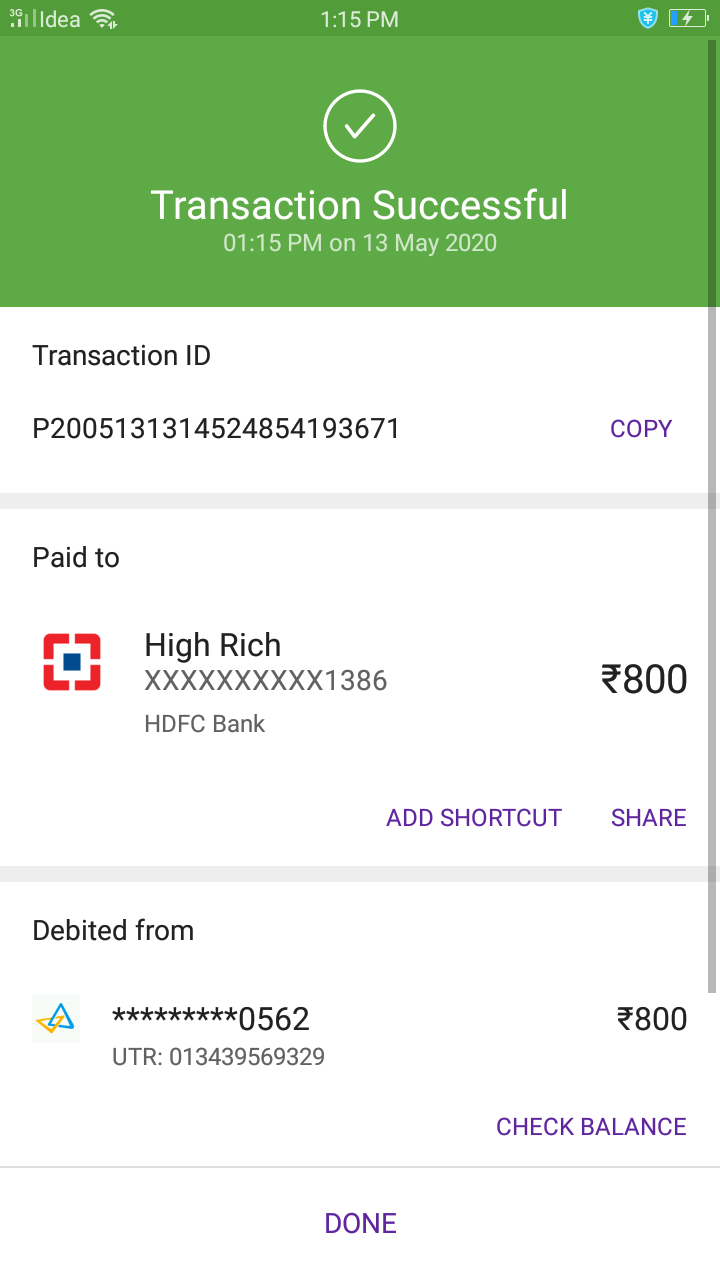 3G Idea 1:15 PM
Transaction Successful
01:15 PM on 13 May 2020
Transaction ID
P2005131314524854193671 COPY
Paid to
High Rich
XXXXXXXXXX1386
₹800
HDFC Bank
ADD SHORTCUT SHARE
Debited from
*********0562 ₹800
UTR: 013439569329
CHECK BALANCE
DONE